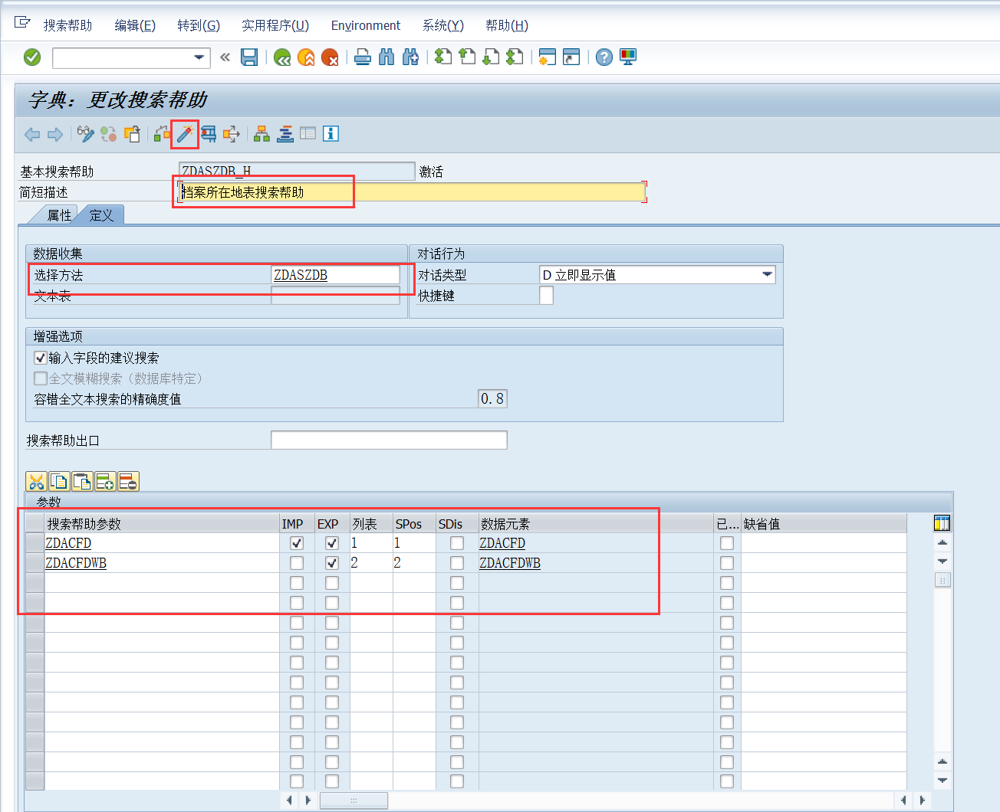 搜索帮助 编辑(E) 转到(G) 实用程序(U) Environment 系统(Y) 帮助(H)
字典：更改搜索帮助
基本搜索帮助 ZDASZDB_H 激活
简短描述 档案所在地表搜索帮助
属性 定义
数据收集 对话行为
选择方法 ZDASZDB 对话类型 D 立即显示值
文本表 快捷键
增强选项
输入字段的建议搜索
全文模糊搜索（数据库特定）
容错全文本搜索的精确度值 0.8
搜索帮助出口
参数
搜索帮助参数 IMP EXP 列表 SPos SDis 数据元素 已... 缺省值
ZDACFD 1 1 ZDACFD
ZDACFDWB 2 2 ZDACFDWB